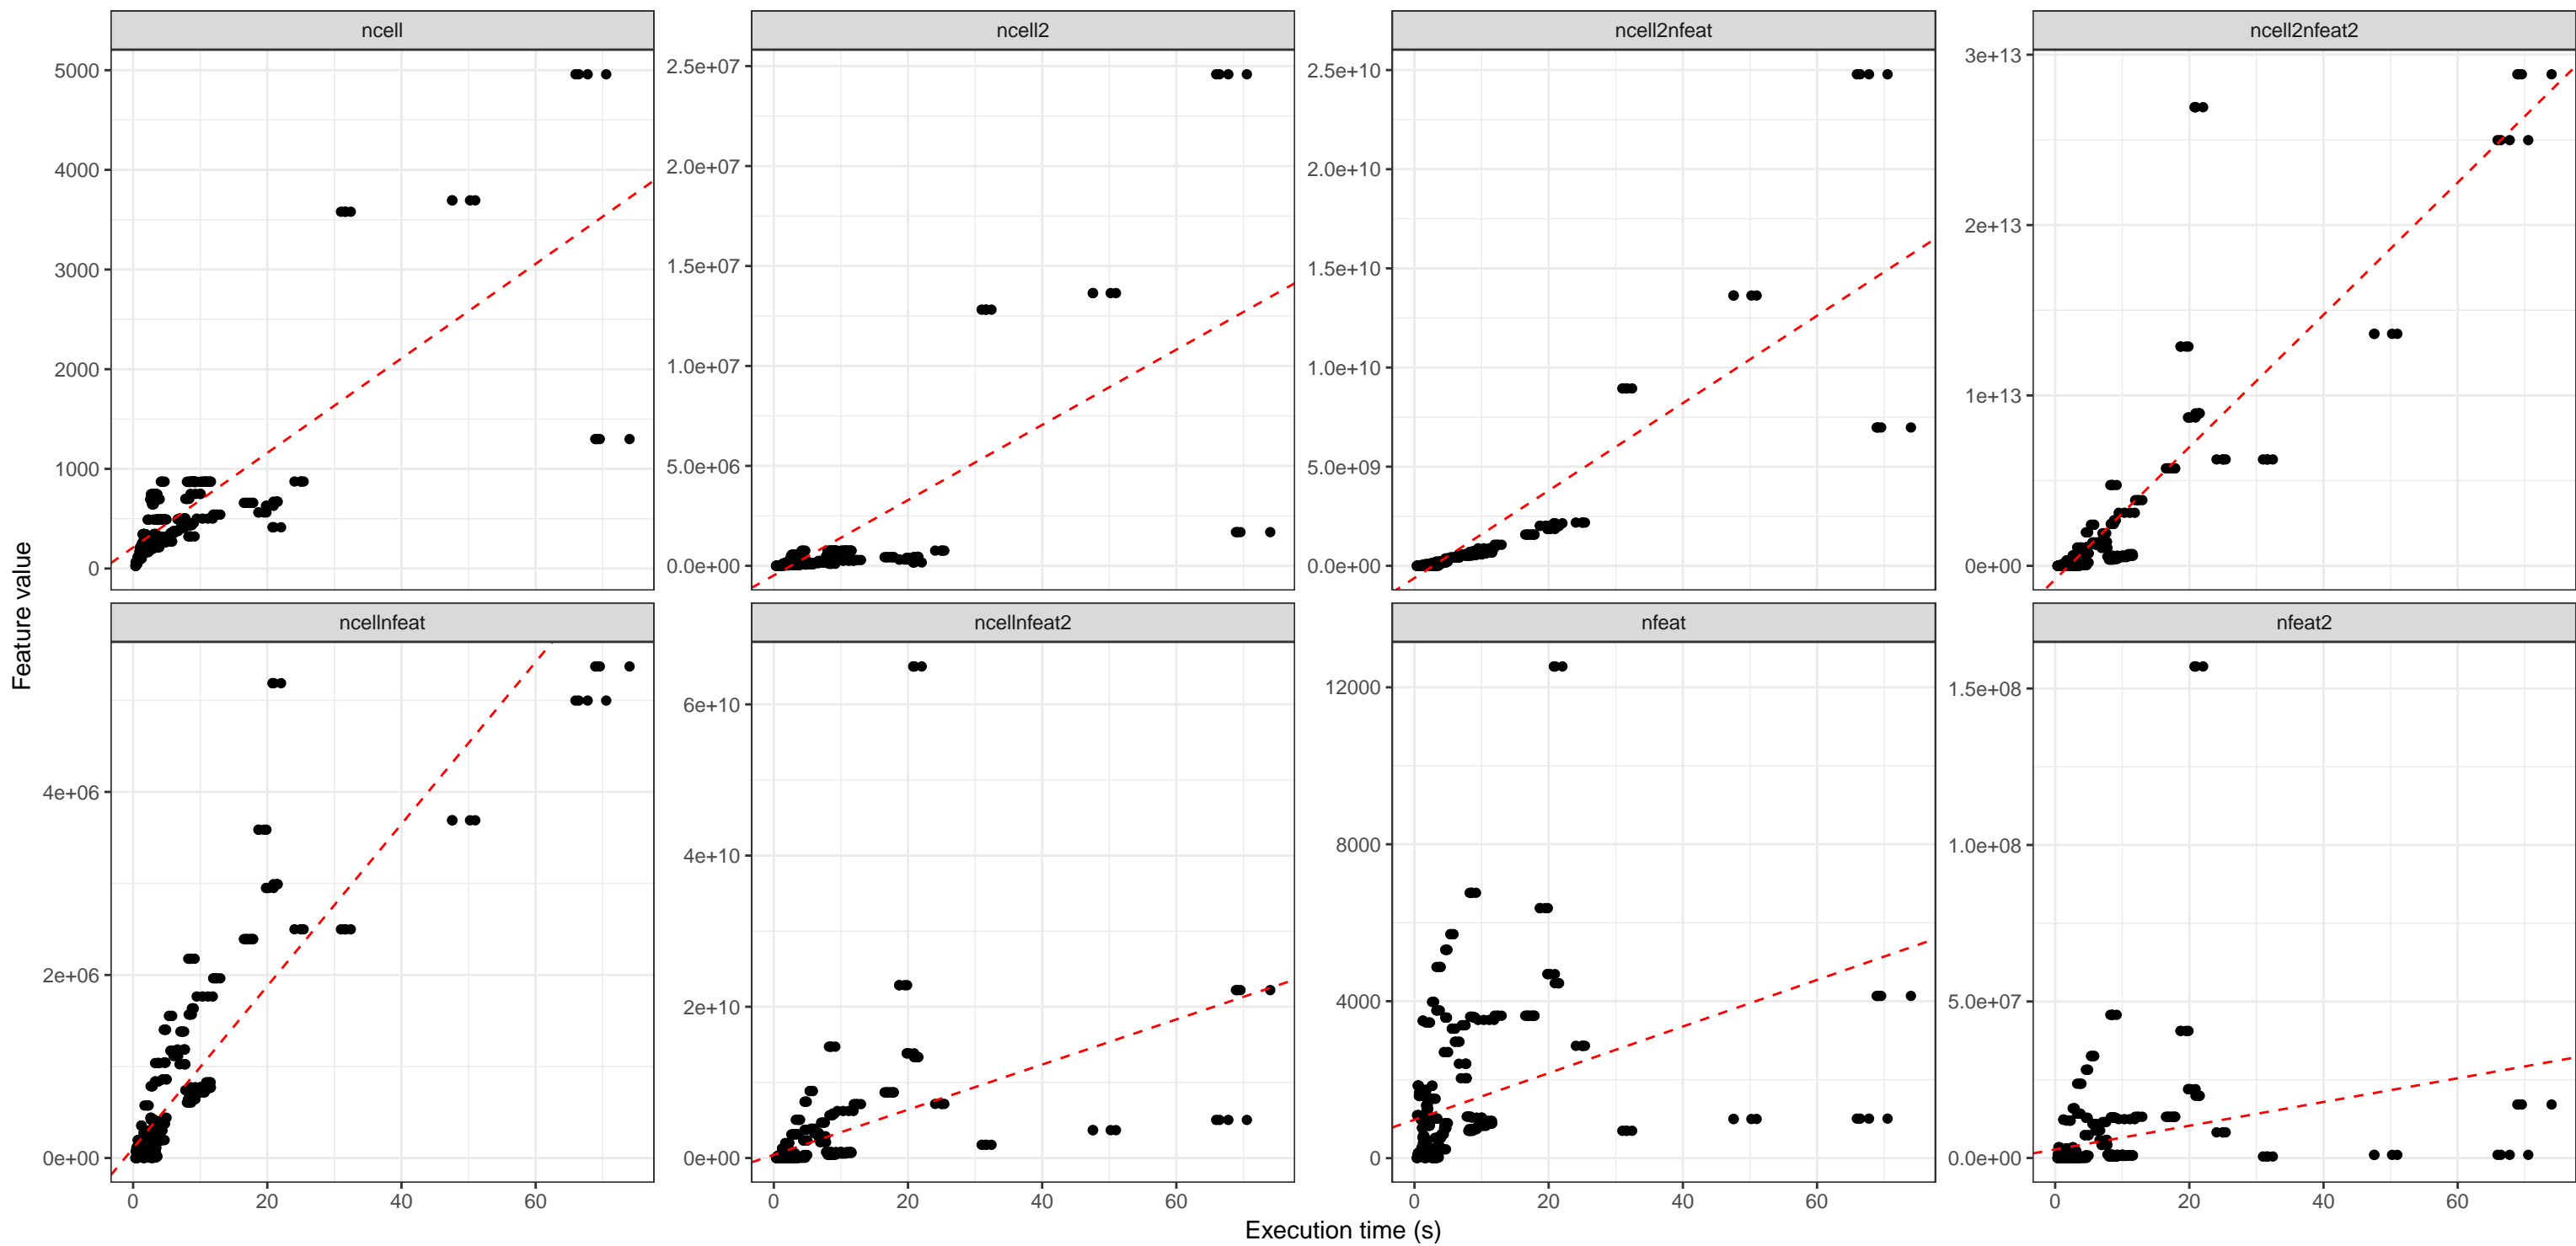 ncell
ncell2
ncell2nfeat
ncell2nfeat2
5000
4000
3000
2000
1000
0
2.5e+07
2.0e+07
1.5e+07
1.0e+07
5.0e+06
0.0e+00
2.5e+10
2.0e+10
1.5e+10
1.0e+10
5.0e+09
0.0e+00
3e+13
2e+13
1e+13
0e+00
Feature value
ncellnfeat
ncellnfeat2
nfeat
nfeat2
4e+06
2e+06
0e+00
6e+10
4e+10
2e+10
0e+00
12000
8000
4000
0
1.5e+08
1.0e+08
5.0e+07
0.0e+00
0 20 40 60
0 20 40 60
0 20 40 60
0 20 40 60
Execution time (s)